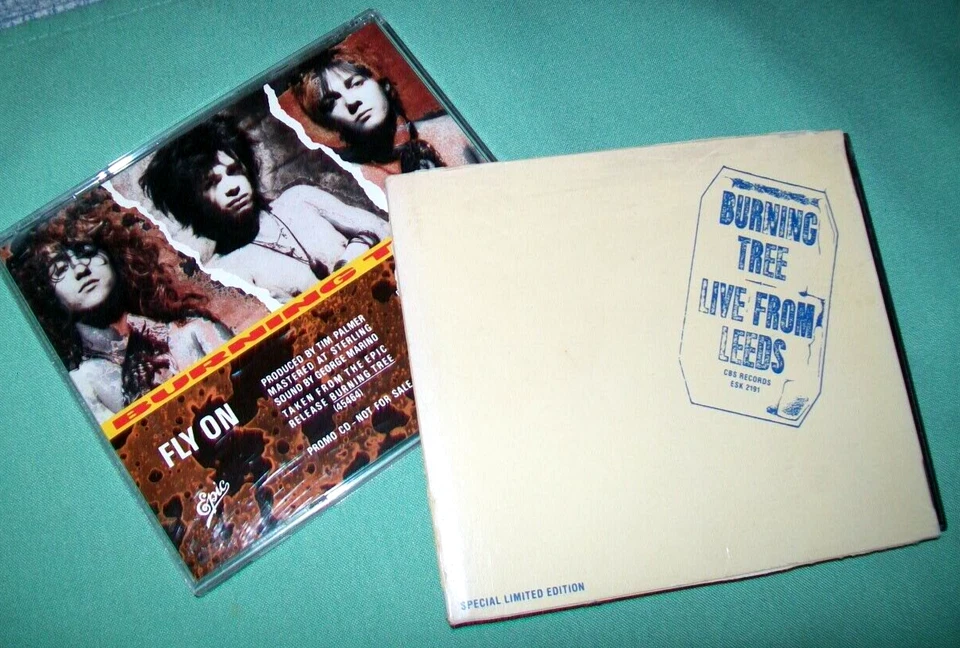 BURNING T
FLY ON
PRODUCED BY TIM PALMER
MASTERED AT STERLING
SOUND BY GEORGE MARINO
TAKEN FROM THE EPIC
RELEASE BURNING TREE
(45464)
PROMO CD - NOT FOR SALE
Epic
BURNING
TREE
LIVE FROM
LEEDS
CBS RECORDS
ESK 2191
SPECIAL LIMITED EDITION